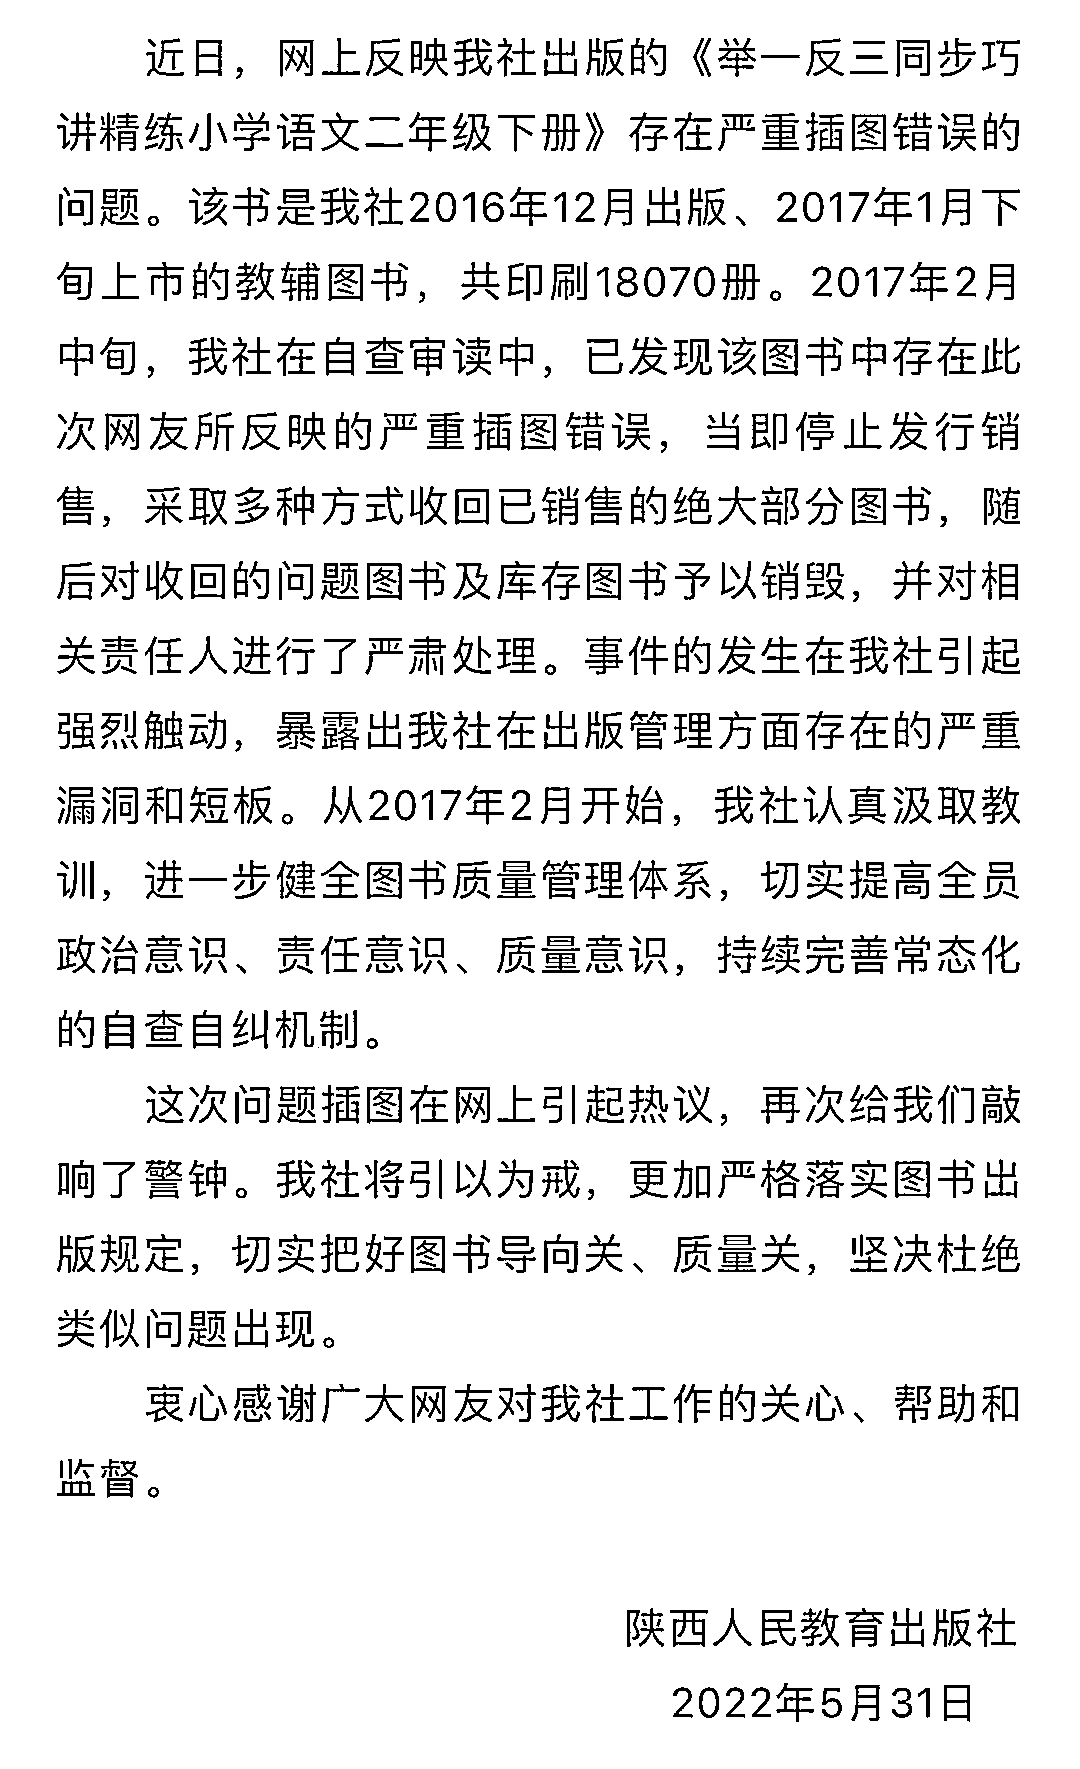 近日，网上反映我社出版的《举一反三同步巧
讲精练小学语文二年级下册》存在严重插图错误的
问题。该书是我社2016年12月出版、2017年1月下
旬上市的教辅图书，共印刷18070册。2017年2月
中旬，我社在自查审读中，已发现该图书中存在此
次网友所反映的严重插图错误，当即停止发行销
售，采取多种方式收回已销售的绝大部分图书，随
后对收回的问题图书及库存图书予以销毁，并对相
关责任人进行了严肃处理。事件的发生在我社引起
强烈触动，暴露出我社在出版管理方面存在的严重
漏洞和短板。从2017年2月开始，我社认真汲取教
训，进一步健全图书质量管理体系，切实提高全员
政治意识、责任意识、质量意识，持续完善常态化
的自查自纠机制。
这次问题插图在网上引起热议，再次给我们敲
响了警钟。我社将引以为戒，更加严格落实图书出
版规定，切实把好图书导向关、质量关，坚决杜绝
类似问题出现。
衷心感谢广大网友对我社工作的关心、帮助和
监督。
陕西人民教育出版社
2022年5月31日